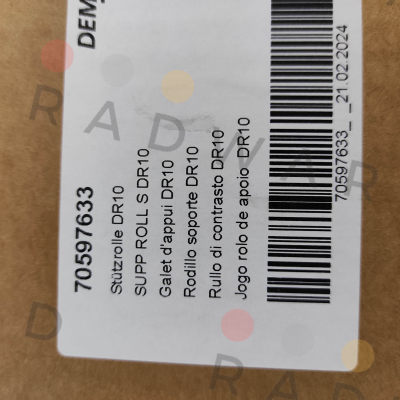 DEM
70597633
Stützrolle DR10
SUPP ROLL S DR10
Galet d'appui DR10
Rodillo soporte DR10
Rullo di contrasto DR10
Jogo rolo de apoio DR10
70597633_ _21.02.2024
RADWAR
D RADWAR